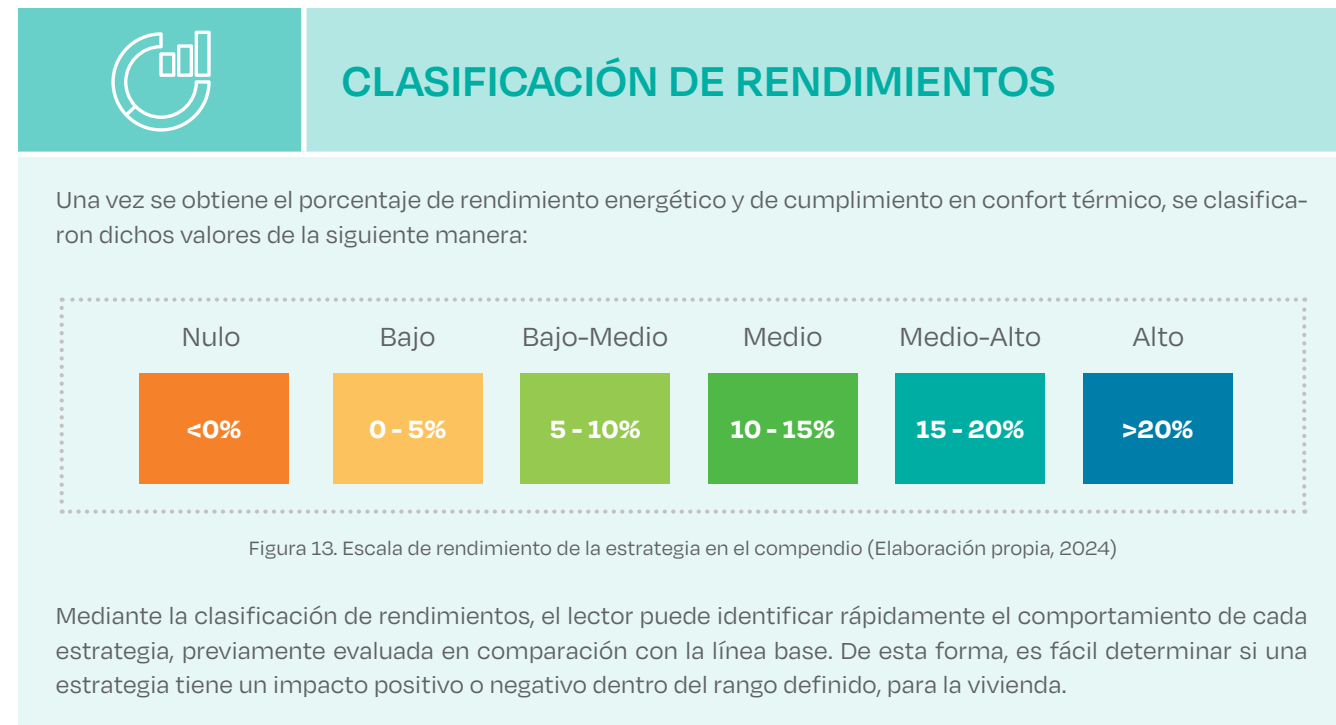 CLASIFICACIÓN DE RENDIMIENTOS
Una vez se obtiene el porcentaje de rendimiento energético y de cumplimiento en confort térmico, se clasifica-
ron dichos valores de la siguiente manera:
Nulo Bajo Bajo-Medio Medio Medio-Alto Alto
<0% 0 - 5% 5 - 10% 10 - 15% 15 - 20% >20%
Figura 13. Escala de rendimiento de la estrategia en el compendio (Elaboración propia, 2024)
Mediante la clasificación de rendimientos, el lector puede identificar rápidamente el comportamiento de cada
estrategia, previamente evaluada en comparación con la línea base. De esta forma, es fácil determinar si una
estrategia tiene un impacto positivo o negativo dentro del rango definido, para la vivienda.